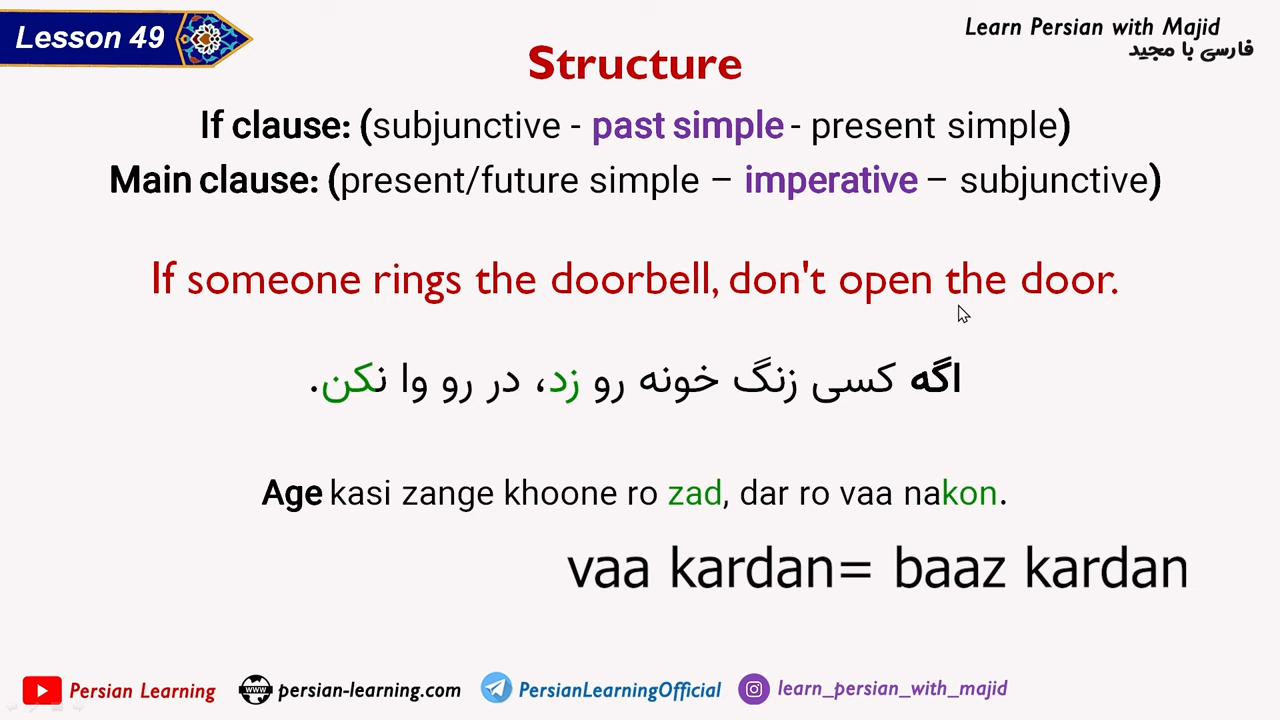 Lesson 49
Learn Persian with Majid
فارسی با مجید
Structure
If clause: (subjunctive - past simple - present simple)
Main clause: (present/future simple – imperative – subjunctive)
If someone rings the doorbell, don't open the door.
اگه کسی زنگ خونه رو زد، در رو وا نکن.
Age kasi zange khoone ro zad, dar ro vaa nakon.
vaa kardan= baaz kardan
Persian Learning
www
persian-learning.com
PersianLearningOfficial
learn_persian_with_majid